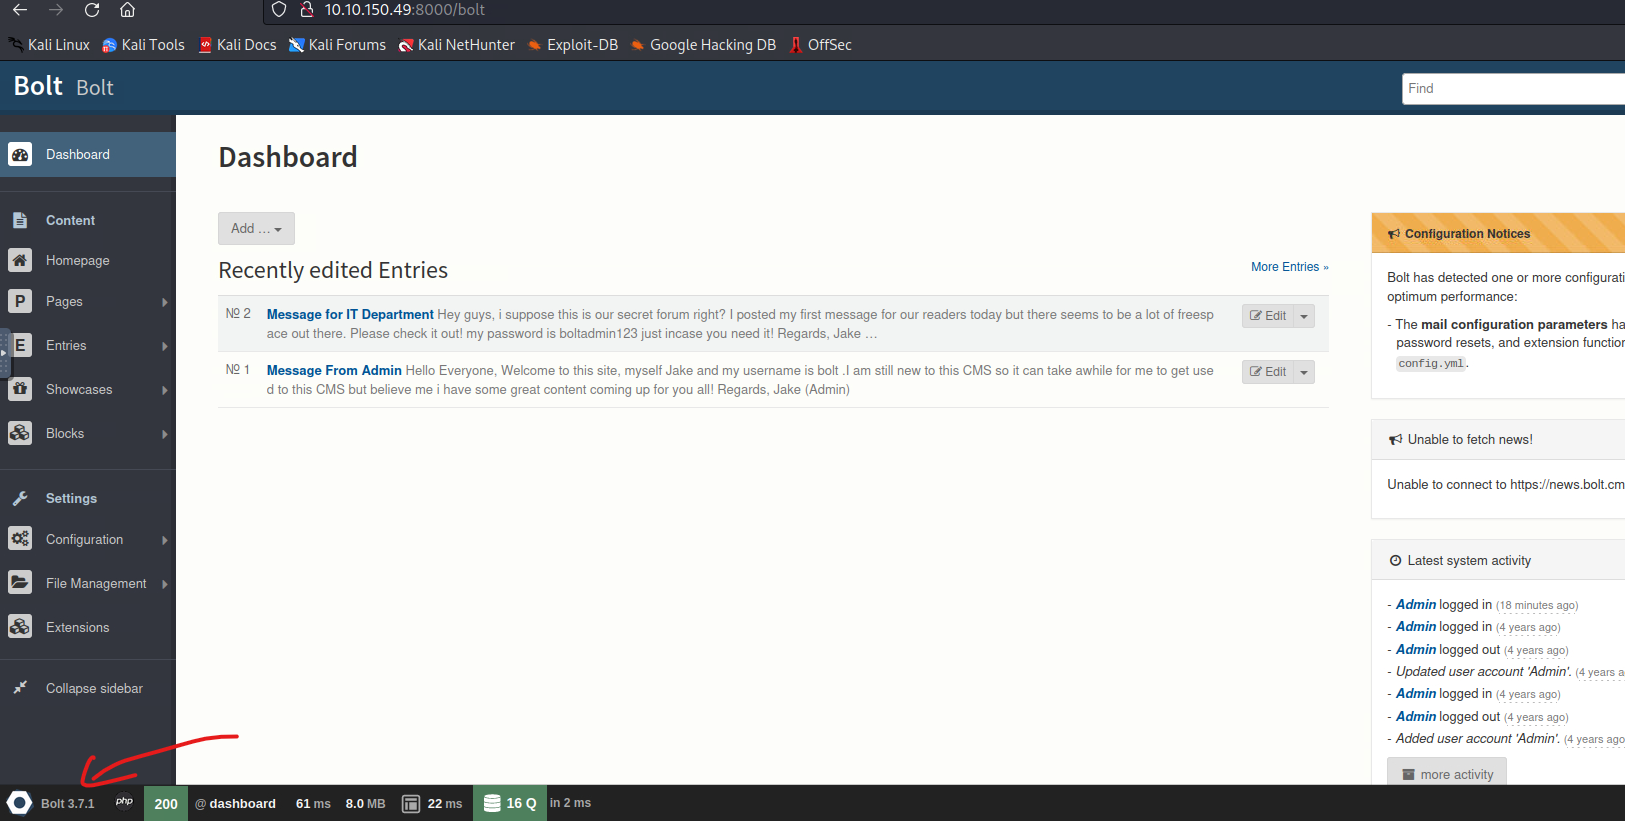 10.10.150.49:8000/bolt
Kali Linux Kali Tools Kali Docs Kali Forums Kali NetHunter Exploit-DB Google Hacking DB OffSec
Bolt Bolt
Find
Dashboard
Content
Homepage
Pages
Entries
Showcases
Blocks
Settings
Configuration
File Management
Extensions
Collapse sidebar
Dashboard
Add ...
Recently edited Entries
More Entries »
№ 2 Message for IT Department Hey guys, i suppose this is our secret forum right? I posted my first message for our readers today but there seems to be a lot of freesp
ace out there. Please check it out! my password is boltadmin123 just incase you need it! Regards, Jake …
Edit
№ 1 Message From Admin Hello Everyone, Welcome to this site, myself Jake and my username is bolt .I am still new to this CMS so it can take awhile for me to get use
d to this CMS but believe me i have some great content coming up for you all! Regards, Jake (Admin)
Edit
Configuration Notices
Bolt has detected one or more configurati
optimum performance:
- The mail configuration parameters ha
password resets, and extension function
config.yml.
Unable to fetch news!
Unable to connect to https://news.bolt.cm
Latest system activity
- Admin logged in (18 minutes ago)
- Admin logged in (4 years ago)
- Admin logged out (4 years ago)
- Updated user account 'Admin'. (4 years a
- Admin logged in (4 years ago)
- Admin logged out (4 years ago)
- Added user account 'Admin'. (4 years ago
more activity
Bolt 3.7.1 php 200 @ dashboard 61 ms 8.0 MB 22 ms 16 Q in 2 ms